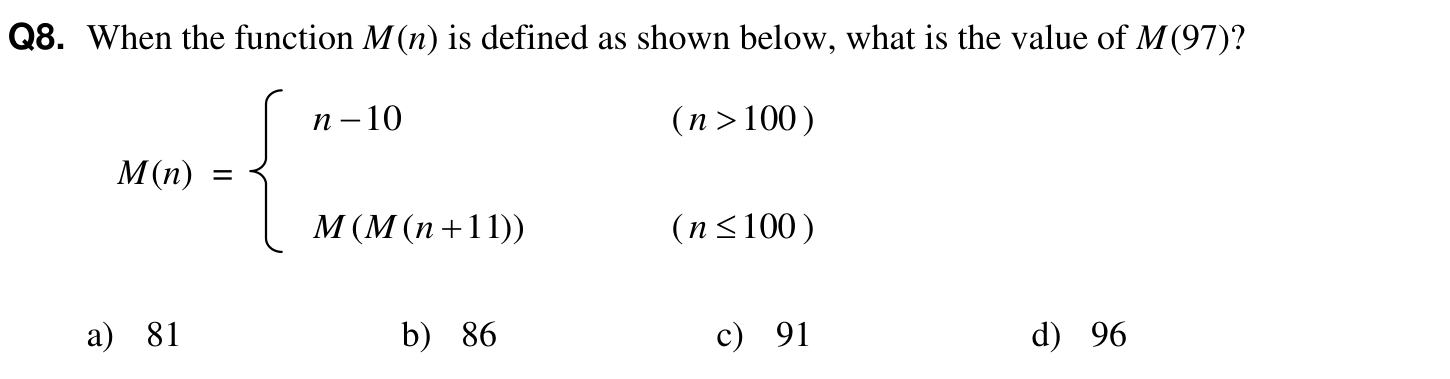 Q8. When the function M(n) is defined as shown below, what is the value of M(97)?
n−10 (n>100)
M(n) =
M(M(n+11)) (n≤100)
a) 81 b) 86 c) 91 d) 96